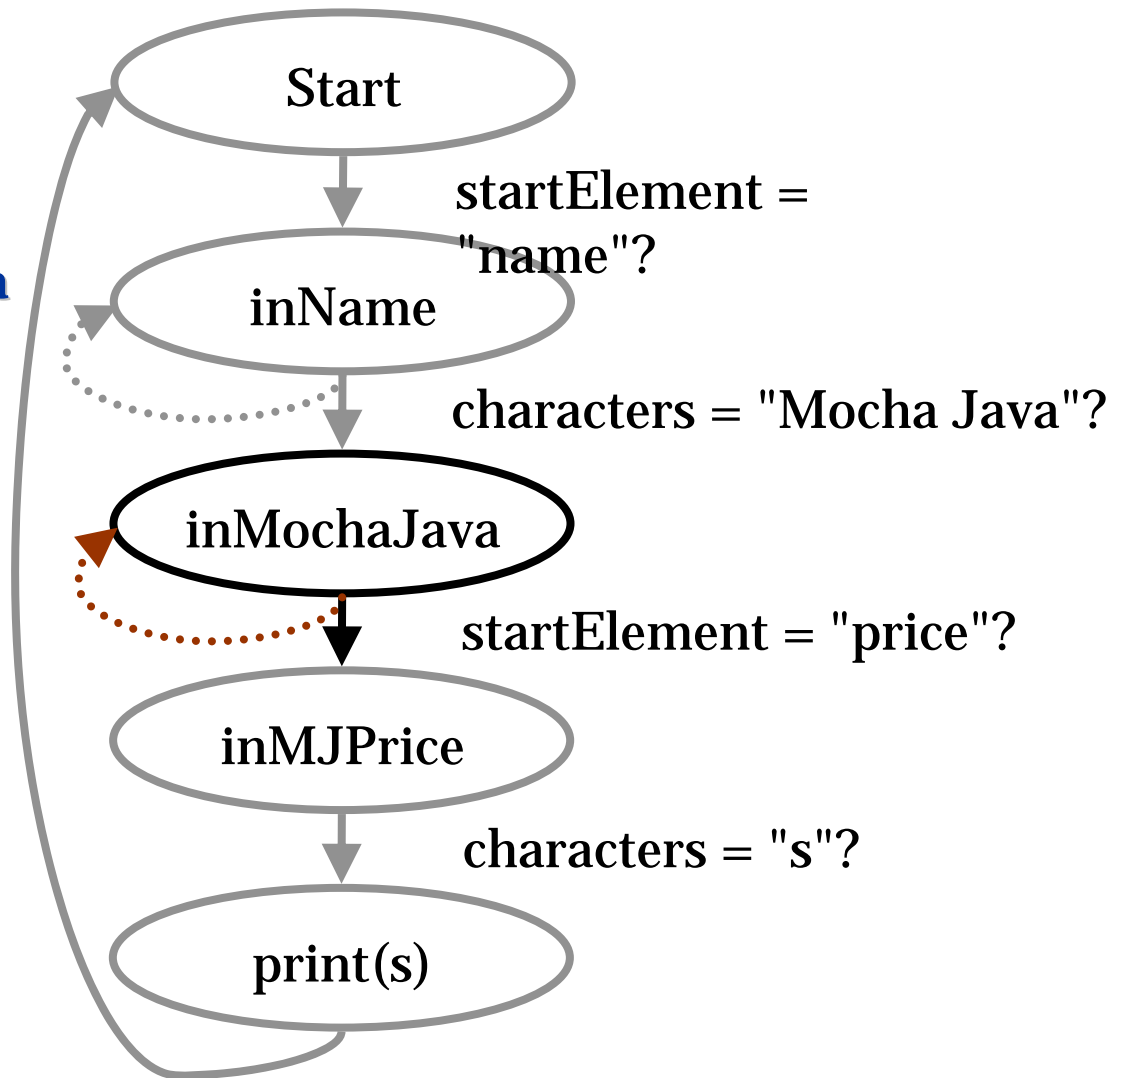 Start
startElement =
"name"?
inName
characters = "Mocha Java"?
inMochaJava
startElement = "price"?
inMJPrice
characters = "s"?
print(s)